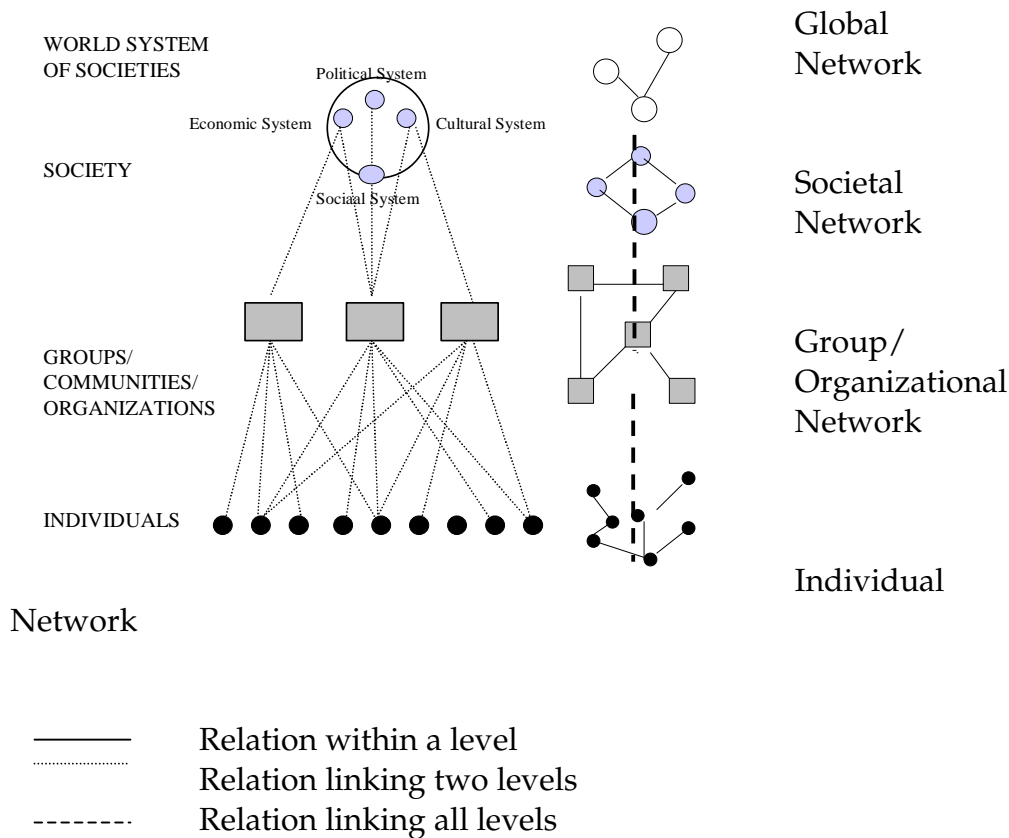 Global
Network
WORLD SYSTEM
OF SOCIETIES
Political System
Economic System
Cultural System
SOCIETY
Sociaal System
Societal
Network
GROUPS/
COMMUNITIES/
ORGANIZATIONS
Group/
Organizational
Network
INDIVIDUALS
Individual
Network
Relation within a level
Relation linking two levels
Relation linking all levels